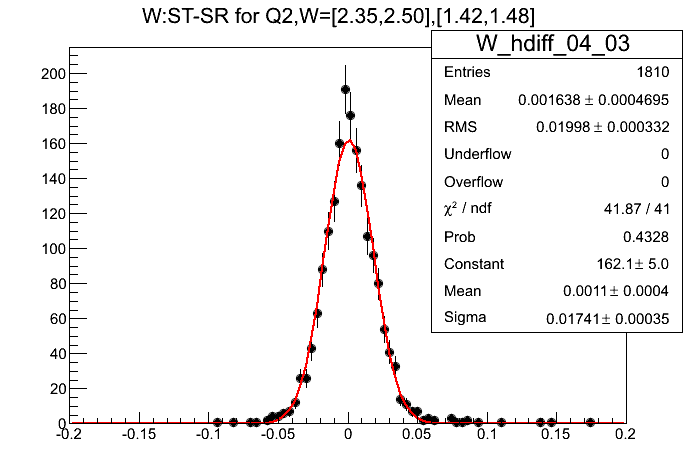 W:ST-SR for Q2,W=[2.35,2.50],[1.42,1.48]
W_hdiff_04_03
Entries 1810
Mean 0.001638 ± 0.0004695
RMS 0.01998 ± 0.000332
Underflow 0
Overflow 0
χ² / ndf 41.87 / 41
Prob 0.4328
Constant 162.1 ± 5.0
Mean 0.0011 ± 0.0004
Sigma 0.01741 ± 0.00035
200
180
160
140
120
100
80
60
40
20
0
-0.2 -0.15 -0.1 -0.05 0 0.05 0.1 0.15 0.2